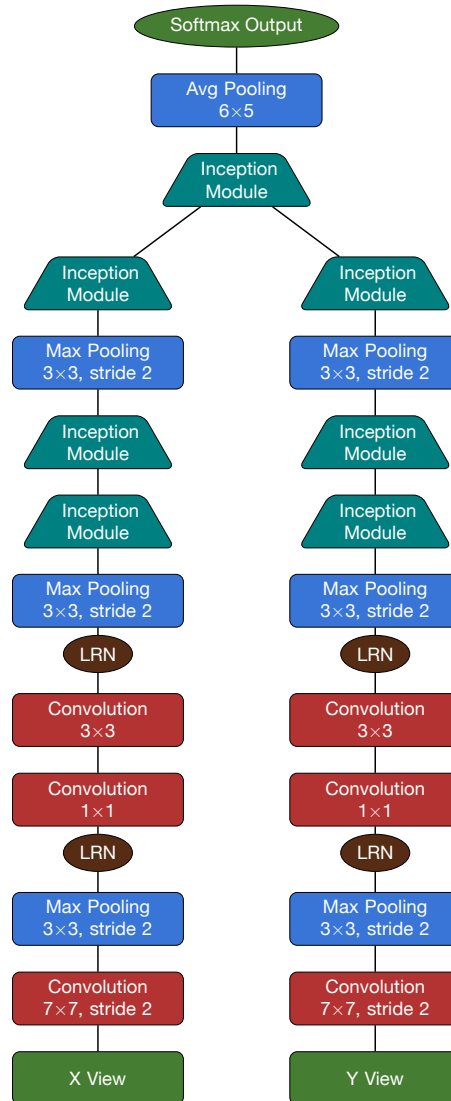 Softmax Output
Avg Pooling
6×5
Inception
Module
Inception
Module
Inception
Module
Max Pooling
3×3, stride 2
Max Pooling
3×3, stride 2
Inception
Module
Inception
Module
Inception
Module
Inception
Module
Max Pooling
3×3, stride 2
Max Pooling
3×3, stride 2
LRN
LRN
Convolution
3×3
Convolution
3×3
Convolution
1×1
Convolution
1×1
LRN
LRN
Max Pooling
3×3, stride 2
Max Pooling
3×3, stride 2
Convolution
7×7, stride 2
Convolution
7×7, stride 2
X View
Y View